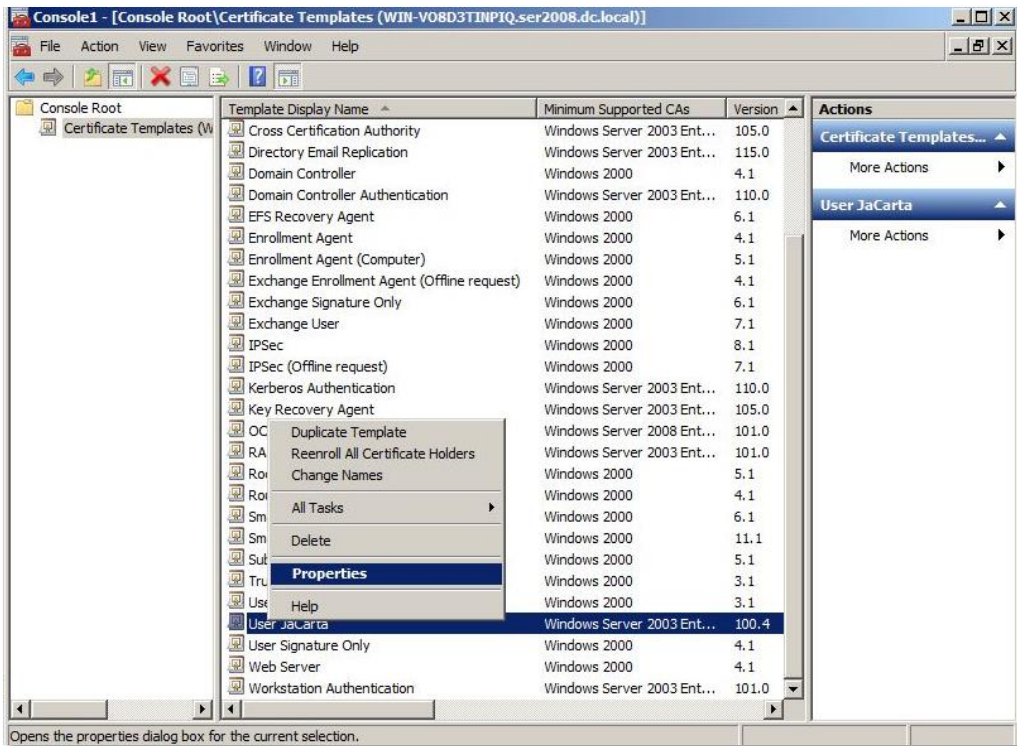 Console1 - [Console Root\Certificate Templates (WIN-VO8D3TINPIQ.ser2008.dc.local)]
File Action View Favorites Window Help
Console Root
Certificate Templates (W
Template Display Name Minimum Supported CAs Version
Cross Certification Authority Windows Server 2003 Ent... 105.0
Directory Email Replication Windows Server 2003 Ent... 115.0
Domain Controller Windows 2000 4.1
Domain Controller Authentication Windows Server 2003 Ent... 110.0
EFS Recovery Agent Windows 2000 6.1
Enrollment Agent Windows 2000 4.1
Enrollment Agent (Computer) Windows 2000 5.1
Exchange Enrollment Agent (Offline request) Windows 2000 4.1
Exchange Signature Only Windows 2000 6.1
Exchange User Windows 2000 7.1
IPSec Windows 2000 8.1
IPSec (Offline request) Windows 2000 7.1
Kerberos Authentication Windows Server 2003 Ent... 110.0
Key Recovery Agent Windows Server 2003 Ent... 105.0
OC Windows Server 2008 Ent... 101.0
RA Windows Server 2003 Ent... 101.0
Ro Windows 2000 5.1
Ro Windows 2000 4.1
Sm Windows 2000 6.1
Sm Windows 2000 11.1
Sub Windows 2000 5.1
Tru Windows 2000 3.1
Use Windows 2000 3.1
User JaCarta Windows Server 2003 Ent... 100.4
User Signature Only Windows 2000 4.1
Web Server Windows 2000 4.1
Workstation Authentication Windows Server 2003 Ent... 101.0
Duplicate Template
Reenroll All Certificate Holders
Change Names
All Tasks
Delete
Properties
Help
Actions
Certificate Templates...
More Actions
User JaCarta
More Actions
Opens the properties dialog box for the current selection.